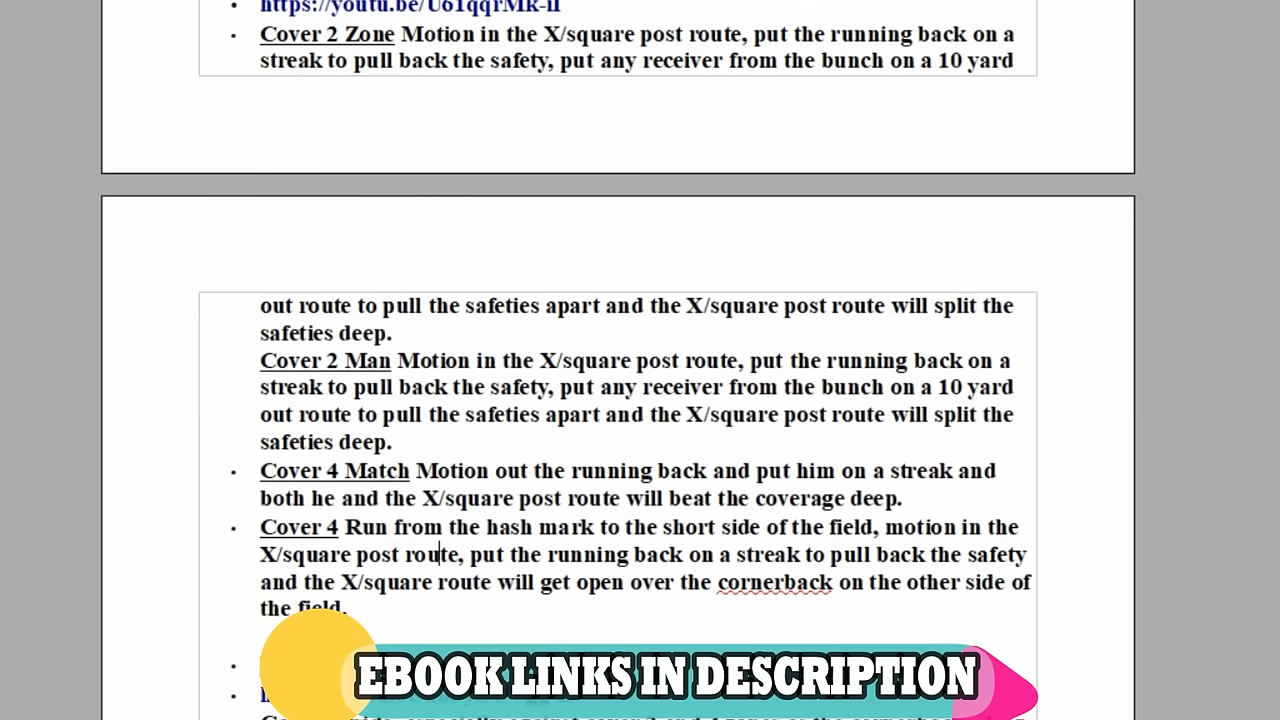 https://youtu.be/U61qqrMk-iI
Cover 2 Zone Motion in the X/square post route, put the running back on a
streak to pull back the safety, put any receiver from the bunch on a 10 yard
out route to pull the safeties apart and the X/square post route will split the
safeties deep.
Cover 2 Man Motion in the X/square post route, put the running back on a
streak to pull back the safety, put any receiver from the bunch on a 10 yard
out route to pull the safeties apart and the X/square post route will split the
safeties deep.
Cover 4 Match Motion out the running back and put him on a streak and
both he and the X/square post route will beat the coverage deep.
Cover 4 Run from the hash mark to the short side of the field, motion in the
X/square post route, put the running back on a streak to pull back the safety
and the X/square route will get open over the cornerback on the other side of
the field.
EBOOK LINKS IN DESCRIPTION